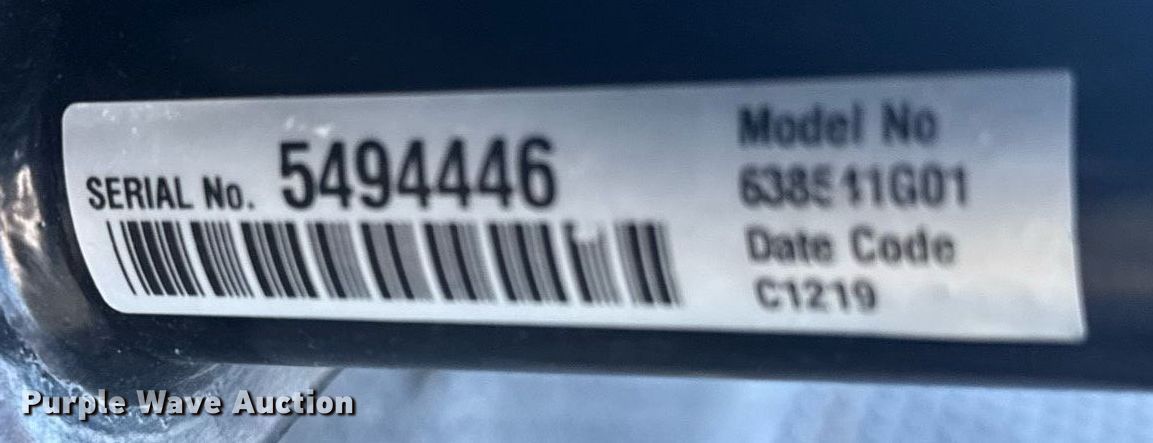 SERIAL No. 5494446
Model No
Date Code
C1219
Purple Wave Auction